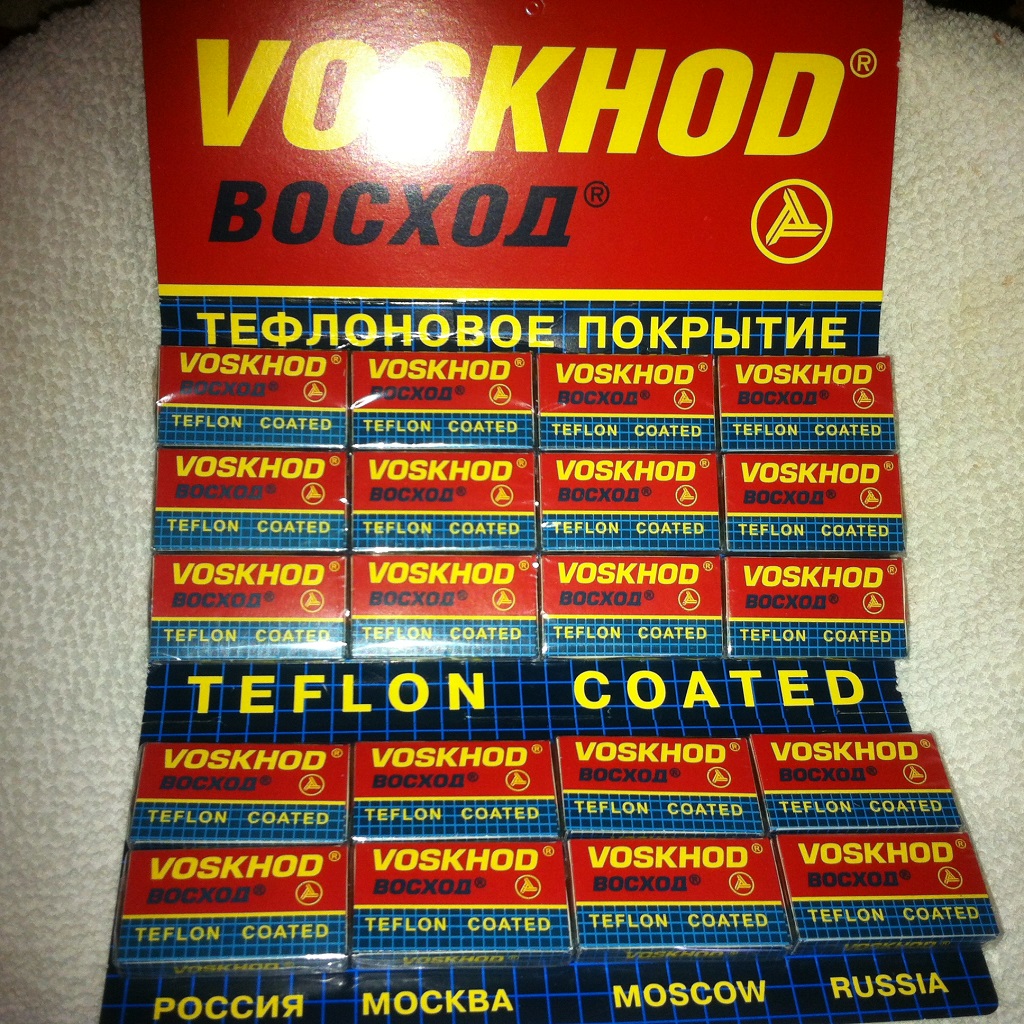 VOSKHOD®
ВОСХОД®
ТЕФЛОНОВОЕ ПОКРЫТИЕ
VOSKHOD® VOSKHOD® VOSKHOD® VOSKHOD®
ВОСХОД® ВОСХОД® ВОСХОД® ВОСХОД®
TEFLON COATED TEFLON COATED TEFLON COATED TEFLON COATED
VOSKHOD® VOSKHOD® VOSKHOD® VOSKHOD®
ВОСХОД® ВОСХОД® ВОСХОД® ВОСХОД®
TEFLON COATED TEFLON COATED TEFLON COATED TEFLON COATED
VOSKHOD® VOSKHOD® VOSKHOD® VOSKHOD®
ВОСХОД® ВОСХОД® ВОСХОД® ВОСХОД®
TEFLON COATED TEFLON COATED TEFLON COATED TEFLON COATED
TEFLON COATED
VOSKHOD® VOSKHOD® VOSKHOD® VOSKHOD®
ВОСХОД® ВОСХОД® ВОСХОД® ВОСХОД®
TEFLON COATED TEFLON COATED TEFLON COATED TEFLON COATED
VOSKHOD® VOSKHOD® VOSKHOD® VOSKHOD®
ВОСХОД® ВОСХОД® ВОСХОД® ВОСХОД®
TEFLON COATED TEFLON COATED TEFLON COATED TEFLON COATED
VOSKHOD VOSKHOD VOSKHOD VOSKHOD
РОССИЯ МОСКВА MOSCOW RUSSIA